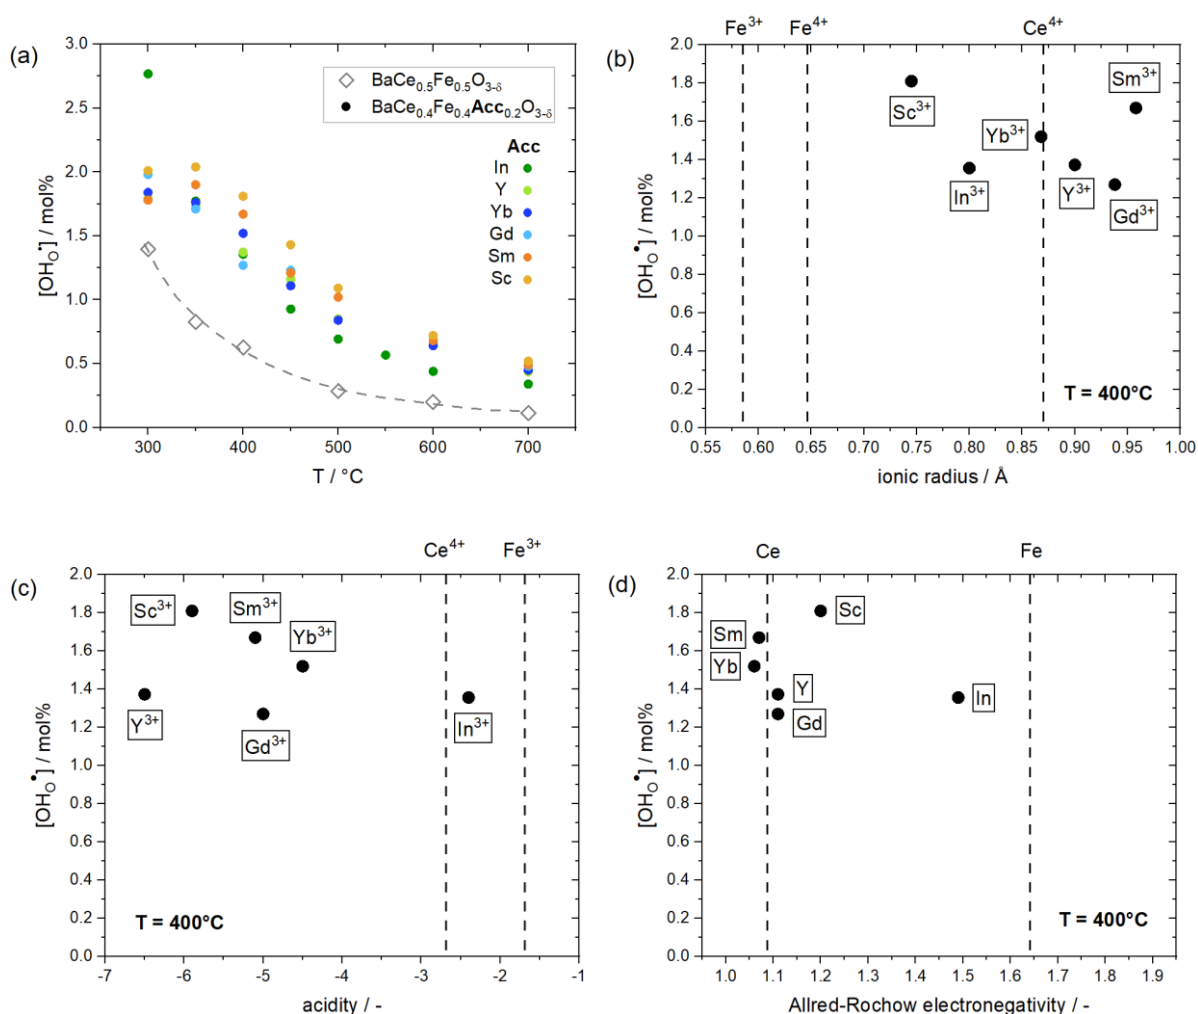 (a)
3.0
2.5
2.0
1.5
1.0
0.5
0.0
[OH_O^•] / mol%
300
400
500
600
700
T / °C
BaCe_0.5Fe_0.5O_3-δ
BaCe_0.4Fe_0.4Acc_0.2O_3-δ
Acc
In
Y
Yb
Gd
Sm
Sc
(b)
Fe³⁺
Fe⁴⁺
Ce⁴⁺
2.0
1.8
1.6
1.4
1.2
1.0
0.8
0.6
0.4
0.2
0.0
[OH_O^•] / mol%
Sc³⁺
Sm³⁺
Yb³⁺
In³⁺
Y³⁺
Gd³⁺
T = 400°C
0.55
0.60
0.65
0.70
0.75
0.80
0.85
0.90
0.95
1.00
ionic radius / Å
(c)
Ce⁴⁺
Fe³⁺
2.0
1.8
1.6
1.4
1.2
1.0
0.8
0.6
0.4
0.2
0.0
[OH_O^•] / mol%
Sc³⁺
Sm³⁺
Yb³⁺
Y³⁺
Gd³⁺
In³⁺
T = 400°C
-7
-6
-5
-4
-3
-2
-1
acidity / -
(d)
Ce
Fe
2.0
1.8
1.6
1.4
1.2
1.0
0.8
0.6
0.4
0.2
0.0
[OH_O^•] / mol%
Sc
Sm
Yb
Y
Gd
In
T = 400°C
1.0
1.1
1.2
1.3
1.4
1.5
1.6
1.7
1.8
1.9
Allred-Rochow electronegativity / -